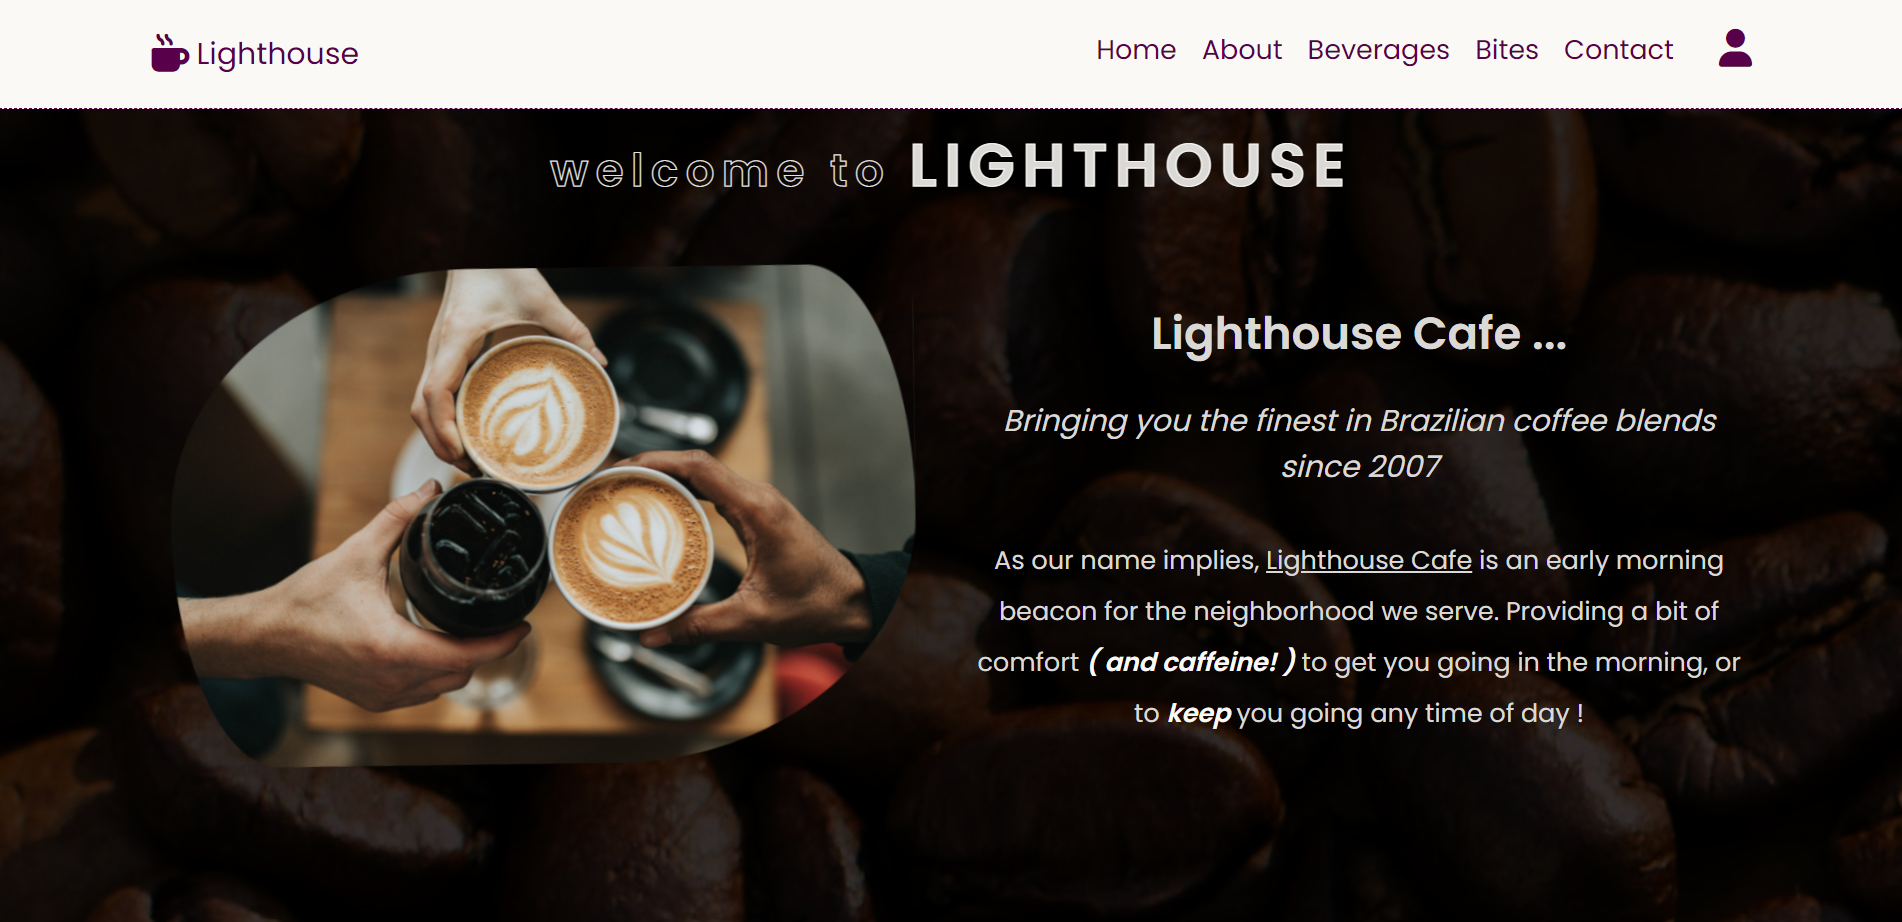 Lighthouse
Home About Beverages Bites Contact
welcome to LIGHTHOUSE
Lighthouse Cafe ...
Bringing you the finest in Brazilian coffee blends
since 2007
As our name implies, Lighthouse Cafe is an early morning
beacon for the neighborhood we serve. Providing a bit of
comfort ( and caffeine! ) to get you going in the morning, or
to keep you going any time of day !